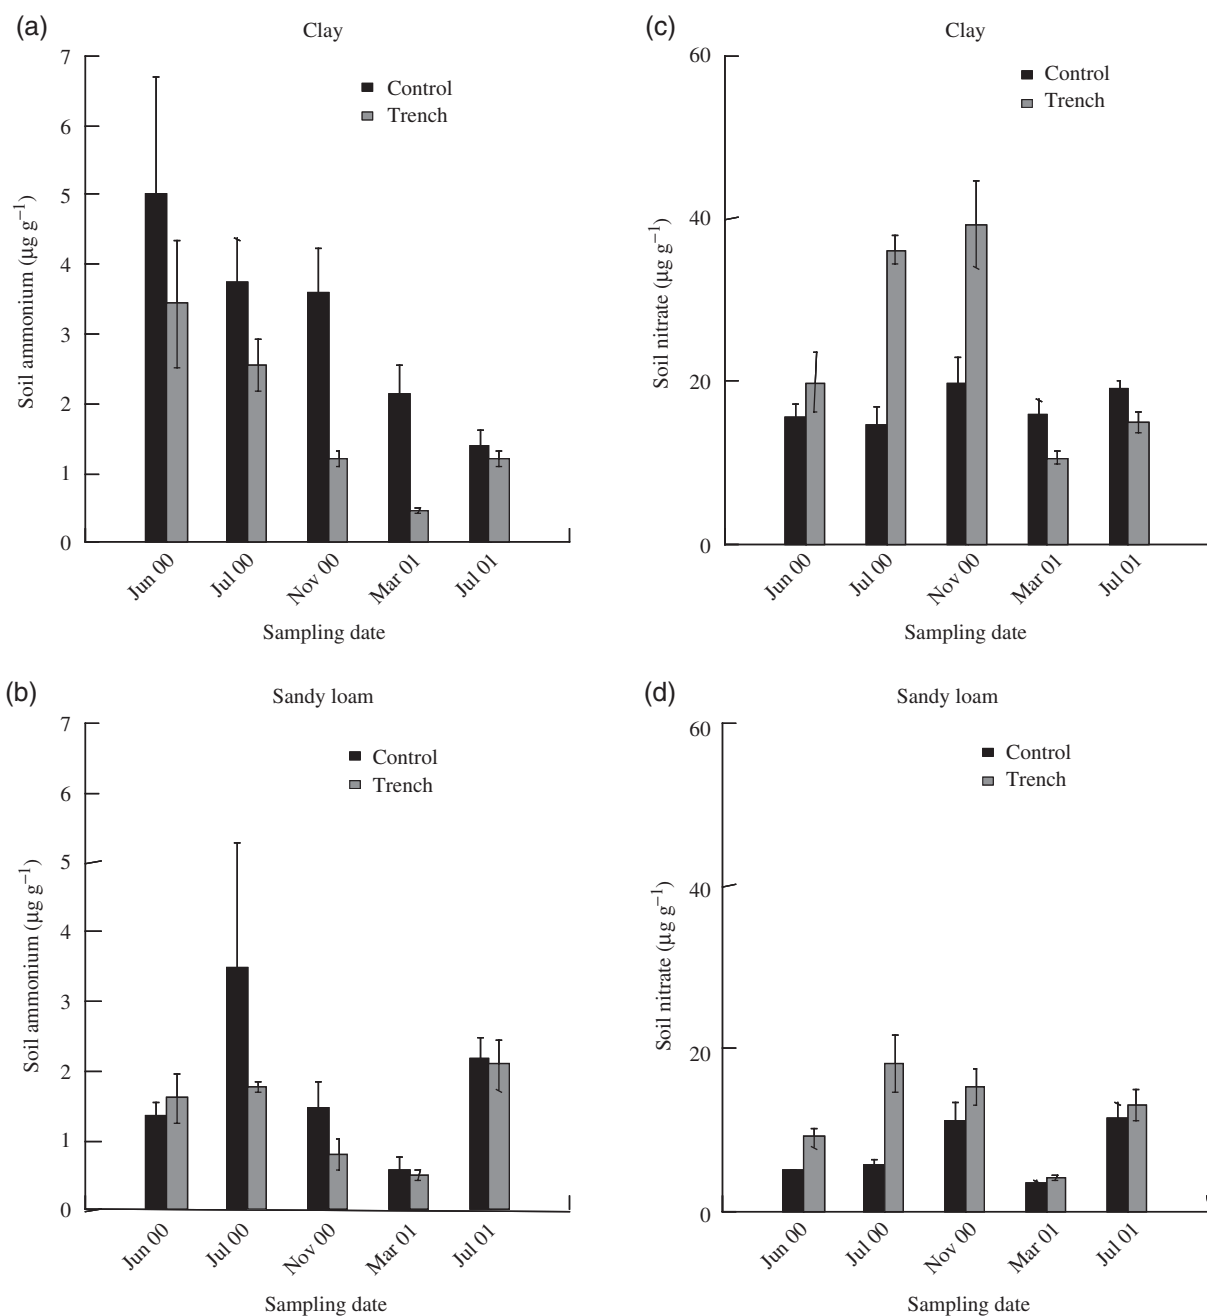 (a)
Clay
7
6
5
4
3
2
1
0
Soil ammonium (µg g⁻¹)
Control
Trench
Jun 00
Jul 00
Nov 00
Mar 01
Jul 01
Sampling date
(c)
Clay
60
40
20
0
Soil nitrate (µg g⁻¹)
Control
Trench
Jun 00
Jul 00
Nov 00
Mar 01
Jul 01
Sampling date
(b)
Sandy loam
7
6
5
4
3
2
1
0
Soil ammonium (µg g⁻¹)
Control
Trench
Jun 00
Jul 00
Nov 00
Mar 01
Jul 01
Sampling date
(d)
Sandy loam
60
40
20
0
Soil nitrate (µg g⁻¹)
Control
Trench
Jun 00
Jul 00
Nov 00
Mar 01
Jul 01
Sampling date